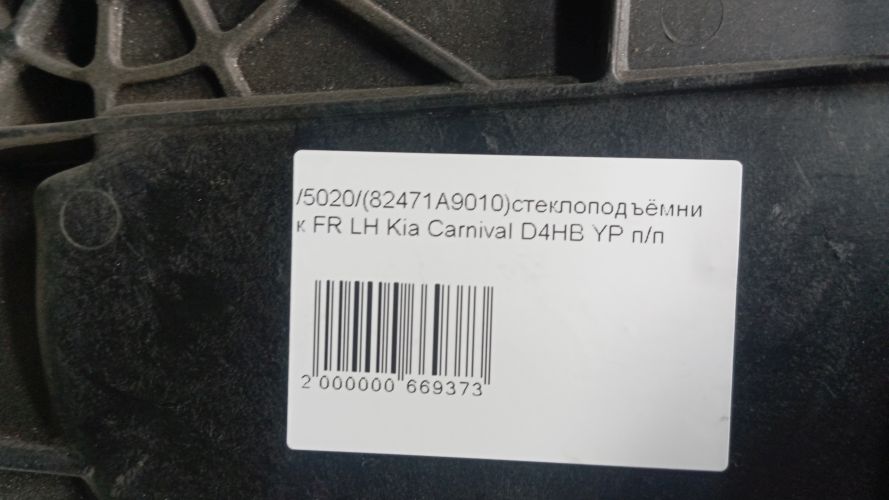 /5020/(82471A9010)стеклоподъёмни
к FR LH Kia Carnival D4HB YP п/п
2 000000 669373